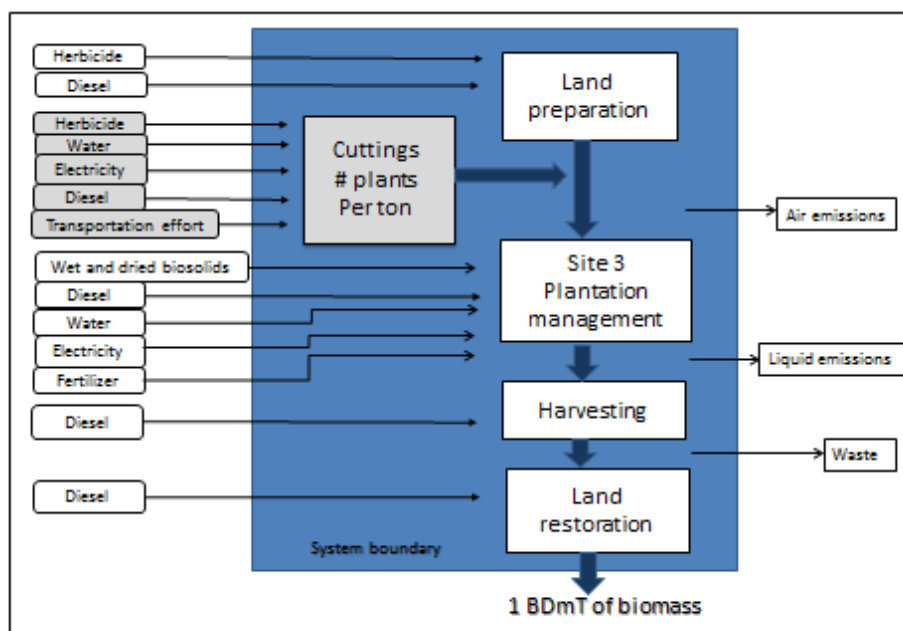 Herbicide
Diesel
Land
preparation
Herbicide
Water
Electricity
Diesel
Transportation effort
Cuttings
# plants
Per ton
Air emissions
Wet and dried biosolids
Diesel
Water
Electricity
Fertilizer
Site 3
Plantation
management
Liquid emissions
Diesel
Harvesting
Waste
Diesel
Land
restoration
System boundary
1 BDmT of biomass